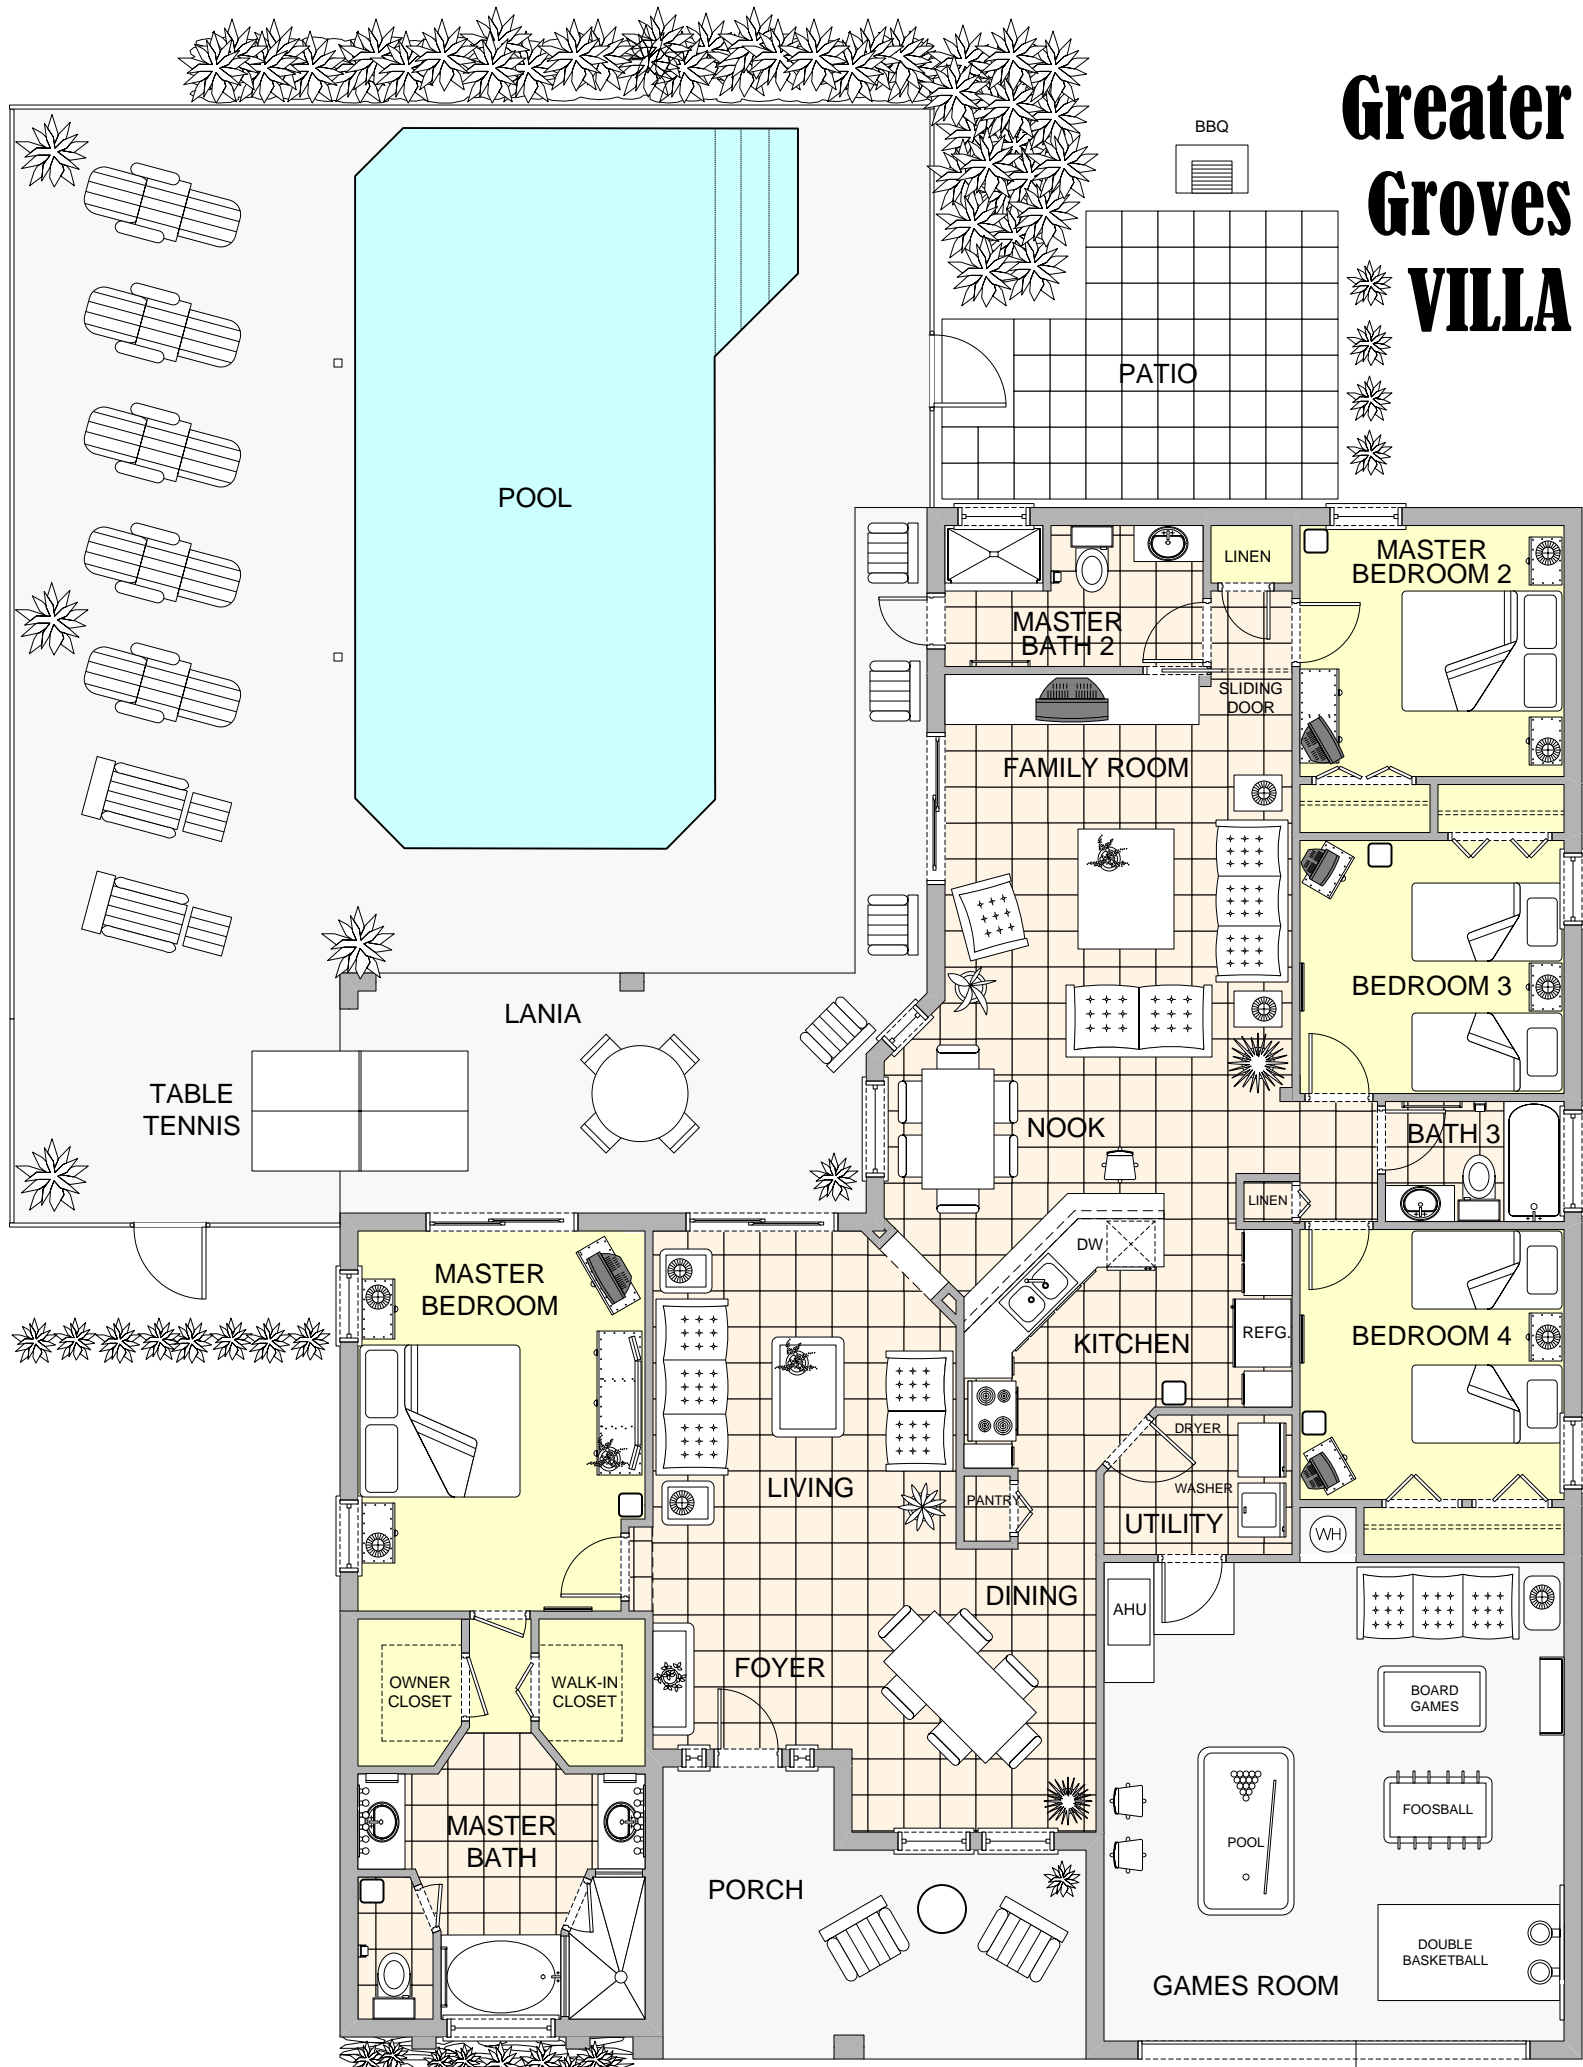 Greater
Groves
VILLA
BBQ
PATIO
POOL
LINEN
MASTER
BEDROOM 2
MASTER
BATH 2
SLIDING
DOOR
FAMILY ROOM
BEDROOM 3
LANIA
TABLE
TENNIS
NOOK
BATH 3
LINEN
DW
MASTER
BEDROOM
KITCHEN
REFG.
BEDROOM 4
DRYER
LIVING
WASHER
PANTRY
UTILITY
WH
DINING
AHU
FOYER
OWNER
CLOSET
WALK-IN
CLOSET
BOARD
GAMES
FOOSBALL
MASTER
BATH
POOL
PORCH
DOUBLE
BASKETBALL
GAMES ROOM